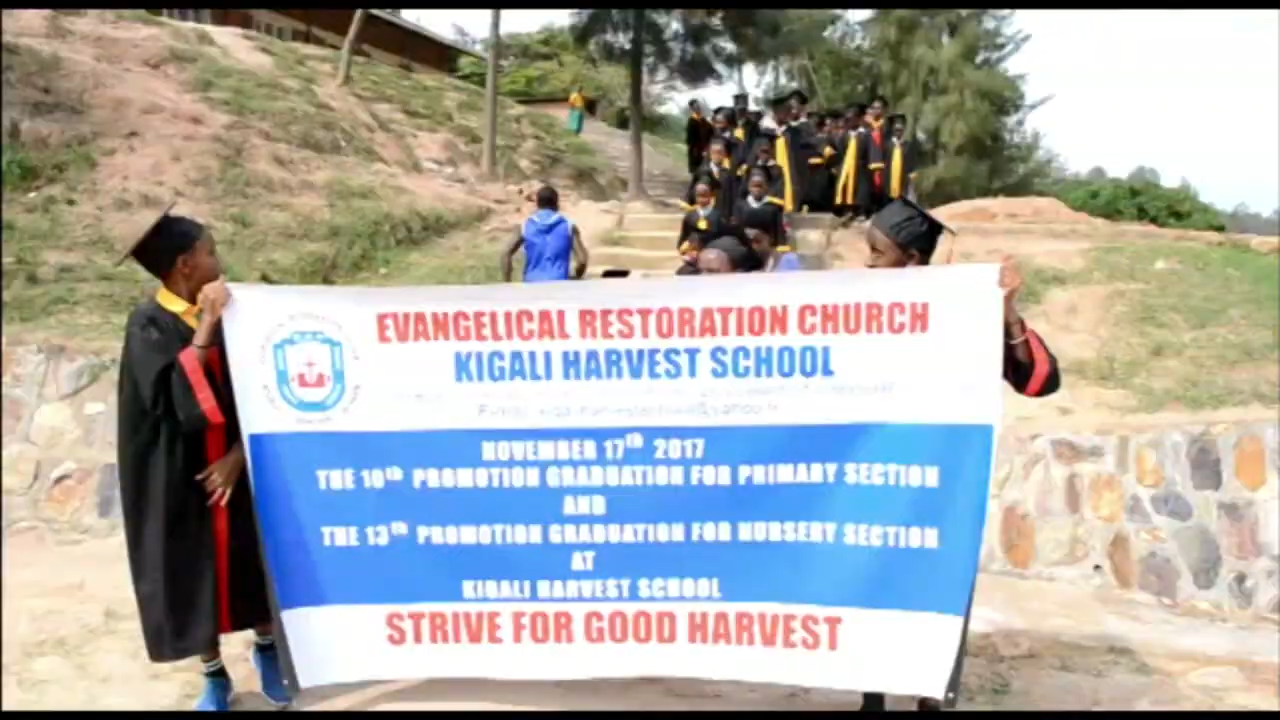 EVANGELICAL RESTORATION CHURCH
KIGALI HARVEST SCHOOL
NOVEMBER 17th 2017
THE 10th PROMOTION GRADUATION FOR PRIMARY SECTION
AND
THE 13th PROMOTION GRADUATION FOR NURSERY SECTION
AT
KIGALI HARVEST SCHOOL
STRIVE FOR GOOD HARVEST